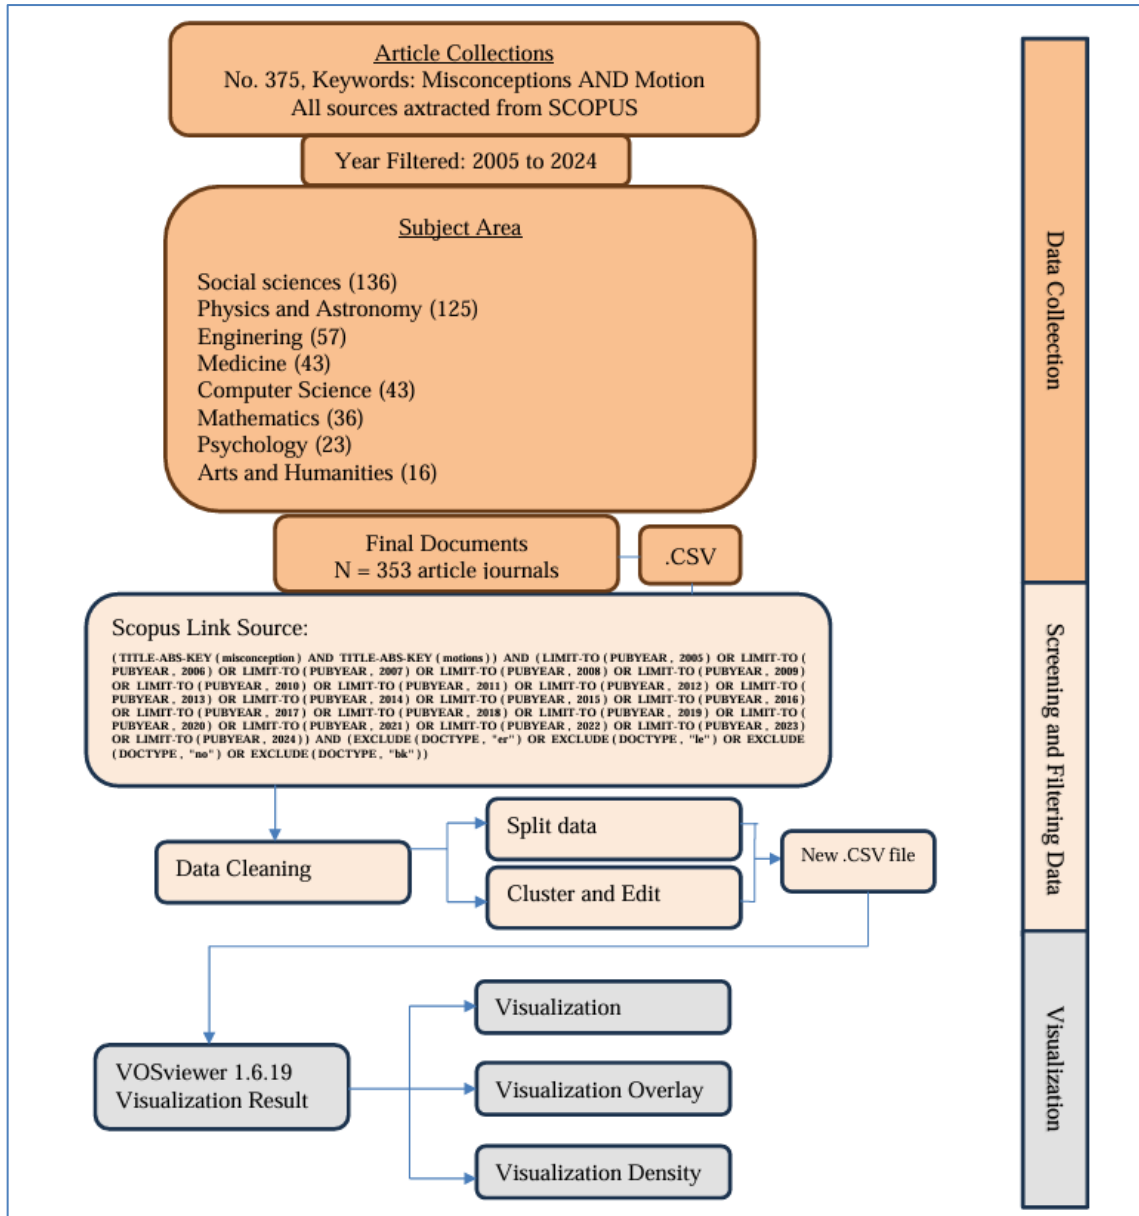 Article Collections
No. 375, Keywords: Misconceptions AND Motion
All sources axtracted from SCOPUS
Year Filtered: 2005 to 2024
Subject Area
Social sciences (136)
Physics and Astronomy (125)
Enginering (57)
Medicine (43)
Computer Science (43)
Mathematics (36)
Psychology (23)
Arts and Humanities (16)
Final Documents
N = 353 article journals
.CSV
Scopus Link Source:
( TITLE-ABS-KEY ( misconception ) AND TITLE-ABS-KEY ( motions ) ) AND ( LIMIT-TO ( PUBYEAR , 2005 ) OR LIMIT-TO (
PUBYEAR , 2006 ) OR LIMIT-TO ( PUBYEAR , 2007 ) OR LIMIT-TO ( PUBYEAR , 2008 ) OR LIMIT-TO ( PUBYEAR , 2009 )
OR LIMIT-TO ( PUBYEAR , 2010 ) OR LIMIT-TO ( PUBYEAR , 2011 ) OR LIMIT-TO ( PUBYEAR , 2012 ) OR LIMIT-TO (
PUBYEAR , 2013 ) OR LIMIT-TO ( PUBYEAR , 2014 ) OR LIMIT-TO ( PUBYEAR , 2015 ) OR LIMIT-TO ( PUBYEAR , 2016 )
OR LIMIT-TO ( PUBYEAR , 2017 ) OR LIMIT-TO ( PUBYEAR , 2018 ) OR LIMIT-TO ( PUBYEAR , 2019 ) OR LIMIT-TO (
PUBYEAR , 2020 ) OR LIMIT-TO ( PUBYEAR , 2021 ) OR LIMIT-TO ( PUBYEAR , 2022 ) OR LIMIT-TO ( PUBYEAR , 2023 )
OR LIMIT-TO ( PUBYEAR , 2024 ) ) AND ( EXCLUDE ( DOCTYPE , "er" ) OR EXCLUDE ( DOCTYPE , "le" ) OR EXCLUDE
( DOCTYPE , "no" ) OR EXCLUDE ( DOCTYPE , "bk" ) )
Data Cleaning
Split data
Cluster and Edit
New .CSV file
VOSviewer 1.6.19
Visualization Result
Visualization
Visualization Overlay
Visualization Density
Data Colleection
Screening and Filtering Data
Visualization